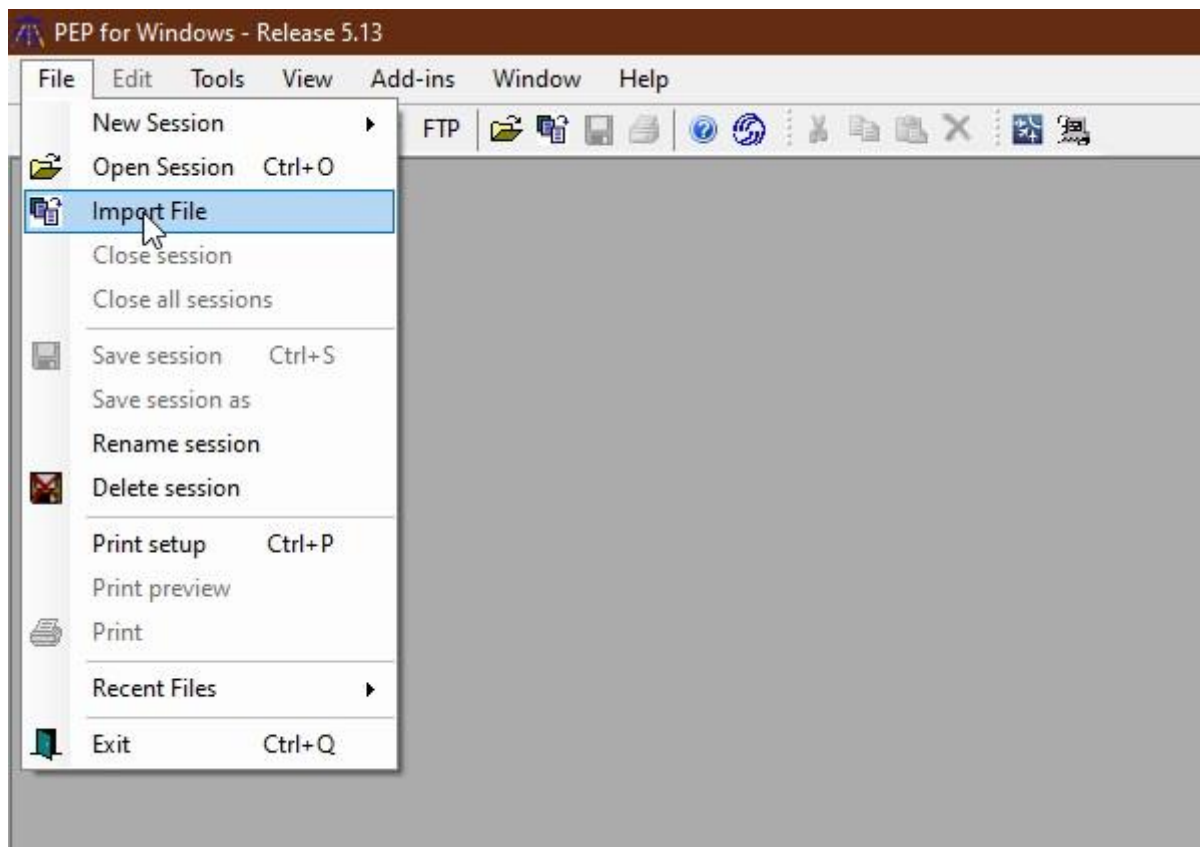 PEP for Windows - Release 5.13
File Edit Tools View Add-ins Window Help
FTP
New Session
Open Session Ctrl+O
Import File
Close session
Close all sessions
Save session Ctrl+S
Save session as
Rename session
Delete session
Print setup Ctrl+P
Print preview
Print
Recent Files
Exit Ctrl+Q